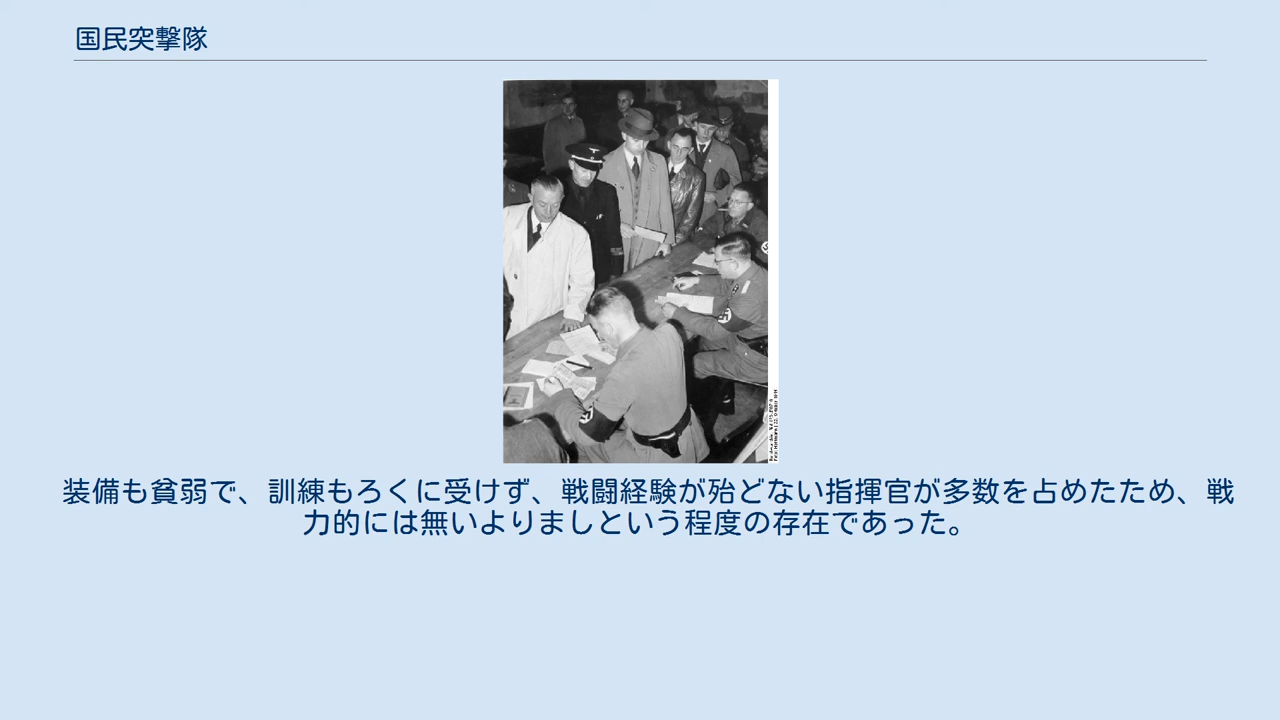 国民突撃隊
装備も貧弱で、訓練もろくに受けず、戦闘経験が殆どない指揮官が多数を占めたため、戦
力的には無いよりましという程度の存在であった。